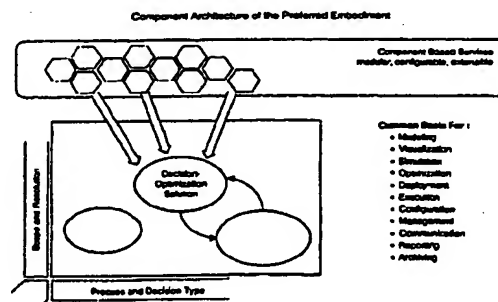 Component Architecture of the Preferred Embodiment
Component Based Services
modular, configurable, extensible
Decision-
Optimization
Solution
Scope and Resolution
Process and Decision Type
Common Basis For :
• Modeling
• Visualization
• Simulation
• Optimization
• Deployment
• Execution
• Configuration
• Management
• Communication
• Reporting
• Archiving